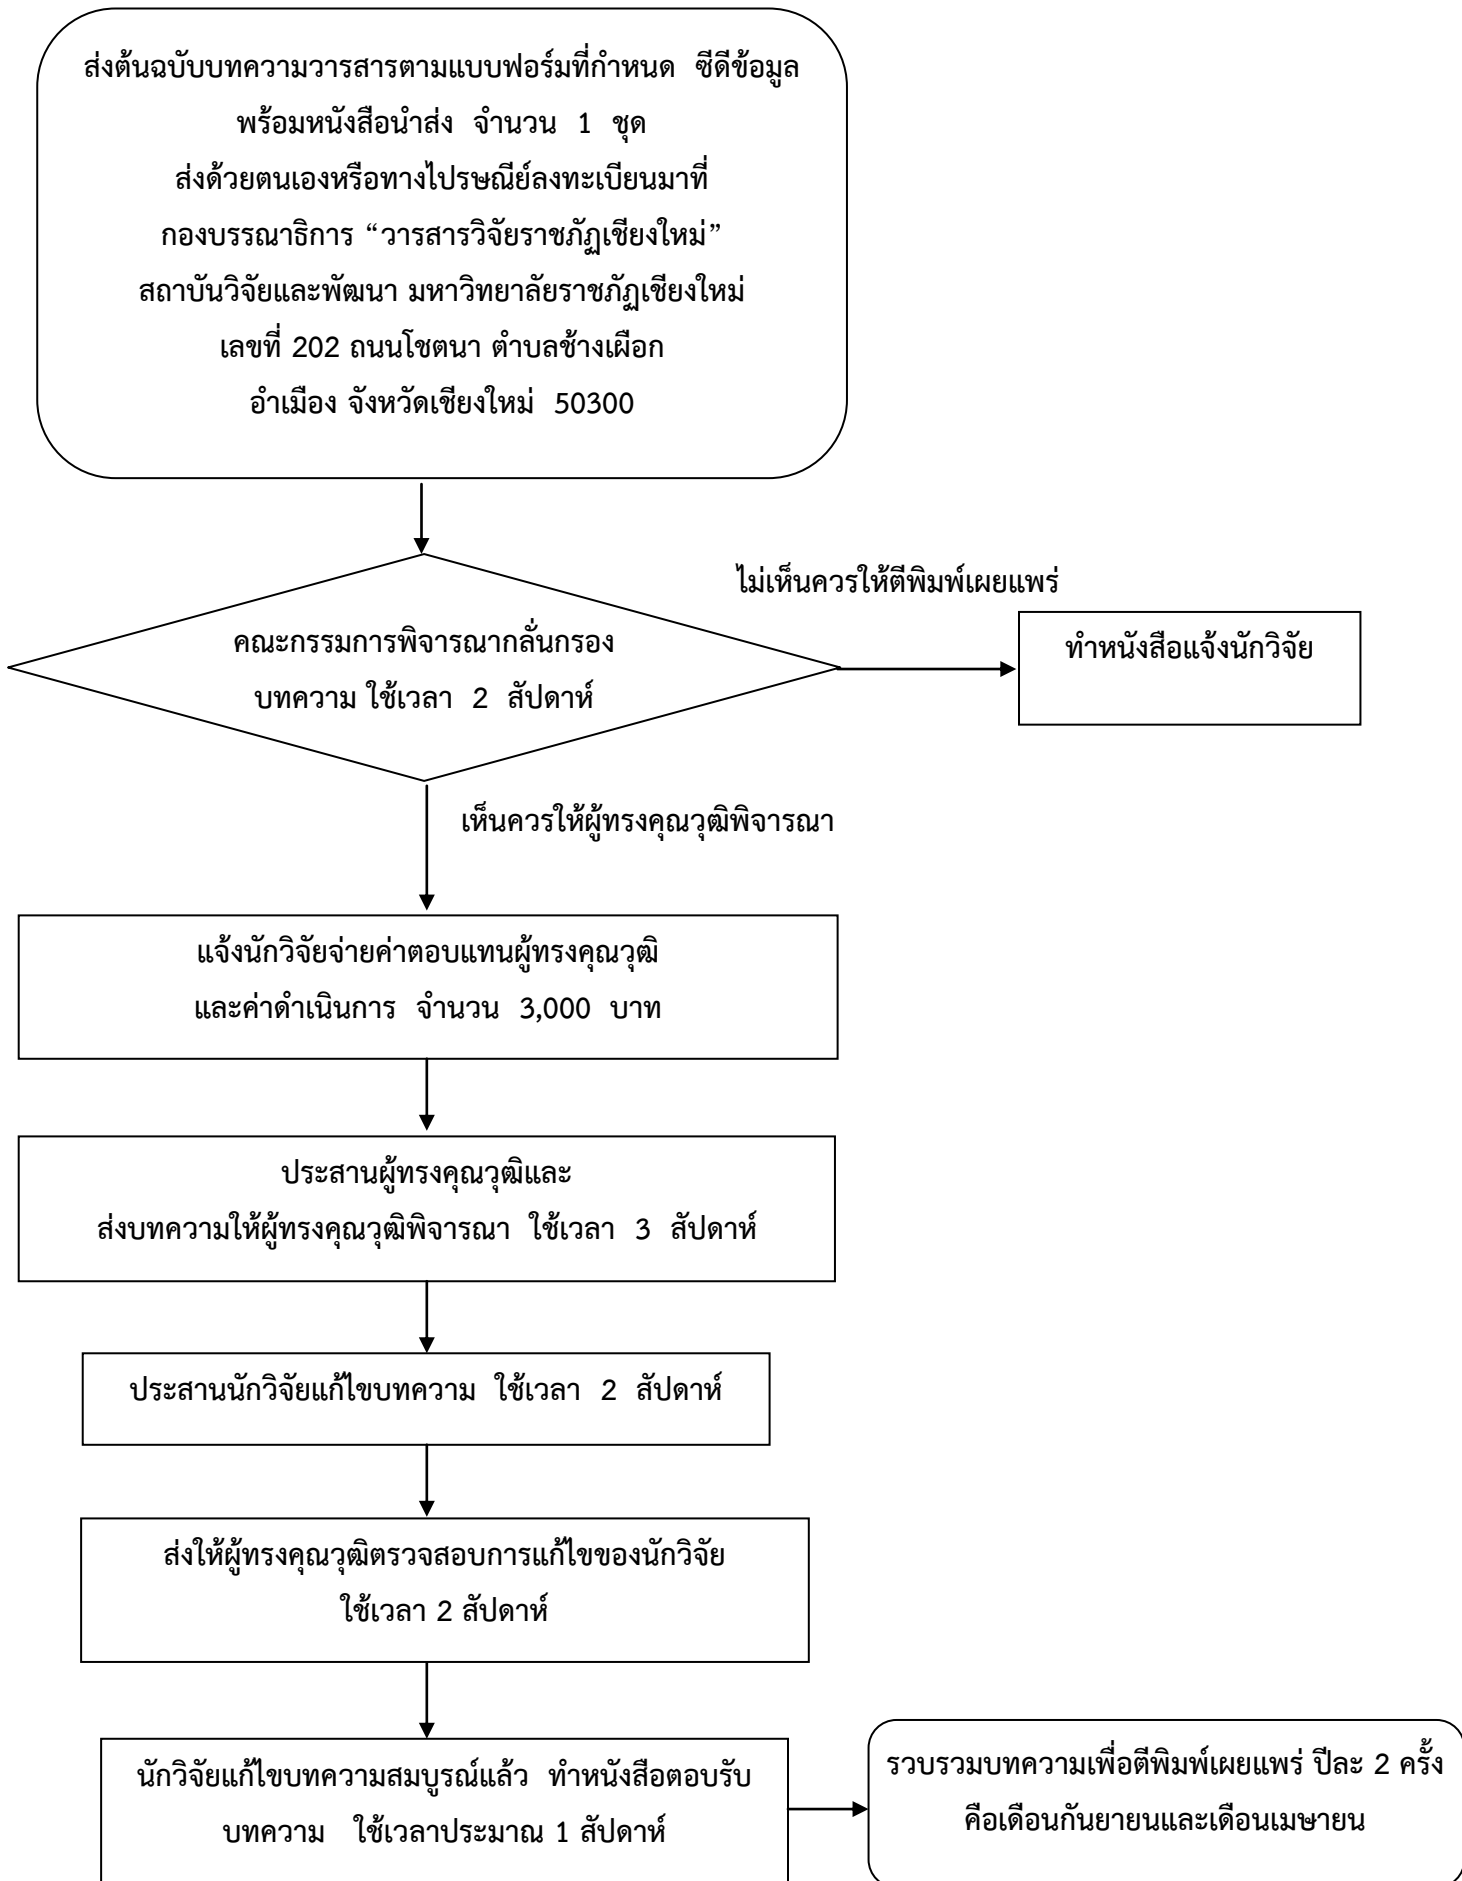 ส่งต้นฉบับบทความวารสารตามแบบฟอร์มที่กำหนด ซีดีข้อมูล
พร้อมหนังสือนำส่ง จำนวน 1 ชุด
ส่งด้วยตนเองหรือทางไปรษณีย์ลงทะเบียนมาที่
กองบรรณาธิการ “วารสารวิจัยราชภัฏเชียงใหม่”
สถาบันวิจัยและพัฒนา มหาวิทยาลัยราชภัฏเชียงใหม่
เลขที่ 202 ถนนโชตนา ตำบลช้างเผือก
อำเมือง จังหวัดเชียงใหม่ 50300
ไม่เห็นควรให้ตีพิมพ์เผยแพร่
คณะกรรมการพิจารณากลั่นกรอง
บทความ ใช้เวลา 2 สัปดาห์
ทำหนังสือแจ้งนักวิจัย
เห็นควรให้ผู้ทรงคุณวุฒิพิจารณา
แจ้งนักวิจัยจ่ายค่าตอบแทนผู้ทรงคุณวุฒิ
และค่าดำเนินการ จำนวน 3,000 บาท
ประสานผู้ทรงคุณวุฒิและ
ส่งบทความให้ผู้ทรงคุณวุฒิพิจารณา ใช้เวลา 3 สัปดาห์
ประสานนักวิจัยแก้ไขบทความ ใช้เวลา 2 สัปดาห์
ส่งให้ผู้ทรงคุณวุฒิตรวจสอบการแก้ไขของนักวิจัย
ใช้เวลา 2 สัปดาห์
นักวิจัยแก้ไขบทความสมบูรณ์แล้ว ทำหนังสือตอบรับ
บทความ ใช้เวลาประมาณ 1 สัปดาห์
รวบรวมบทความเพื่อตีพิมพ์เผยแพร่ ปีละ 2 ครั้ง
คือเดือนกันยายนและเดือนเมษายน